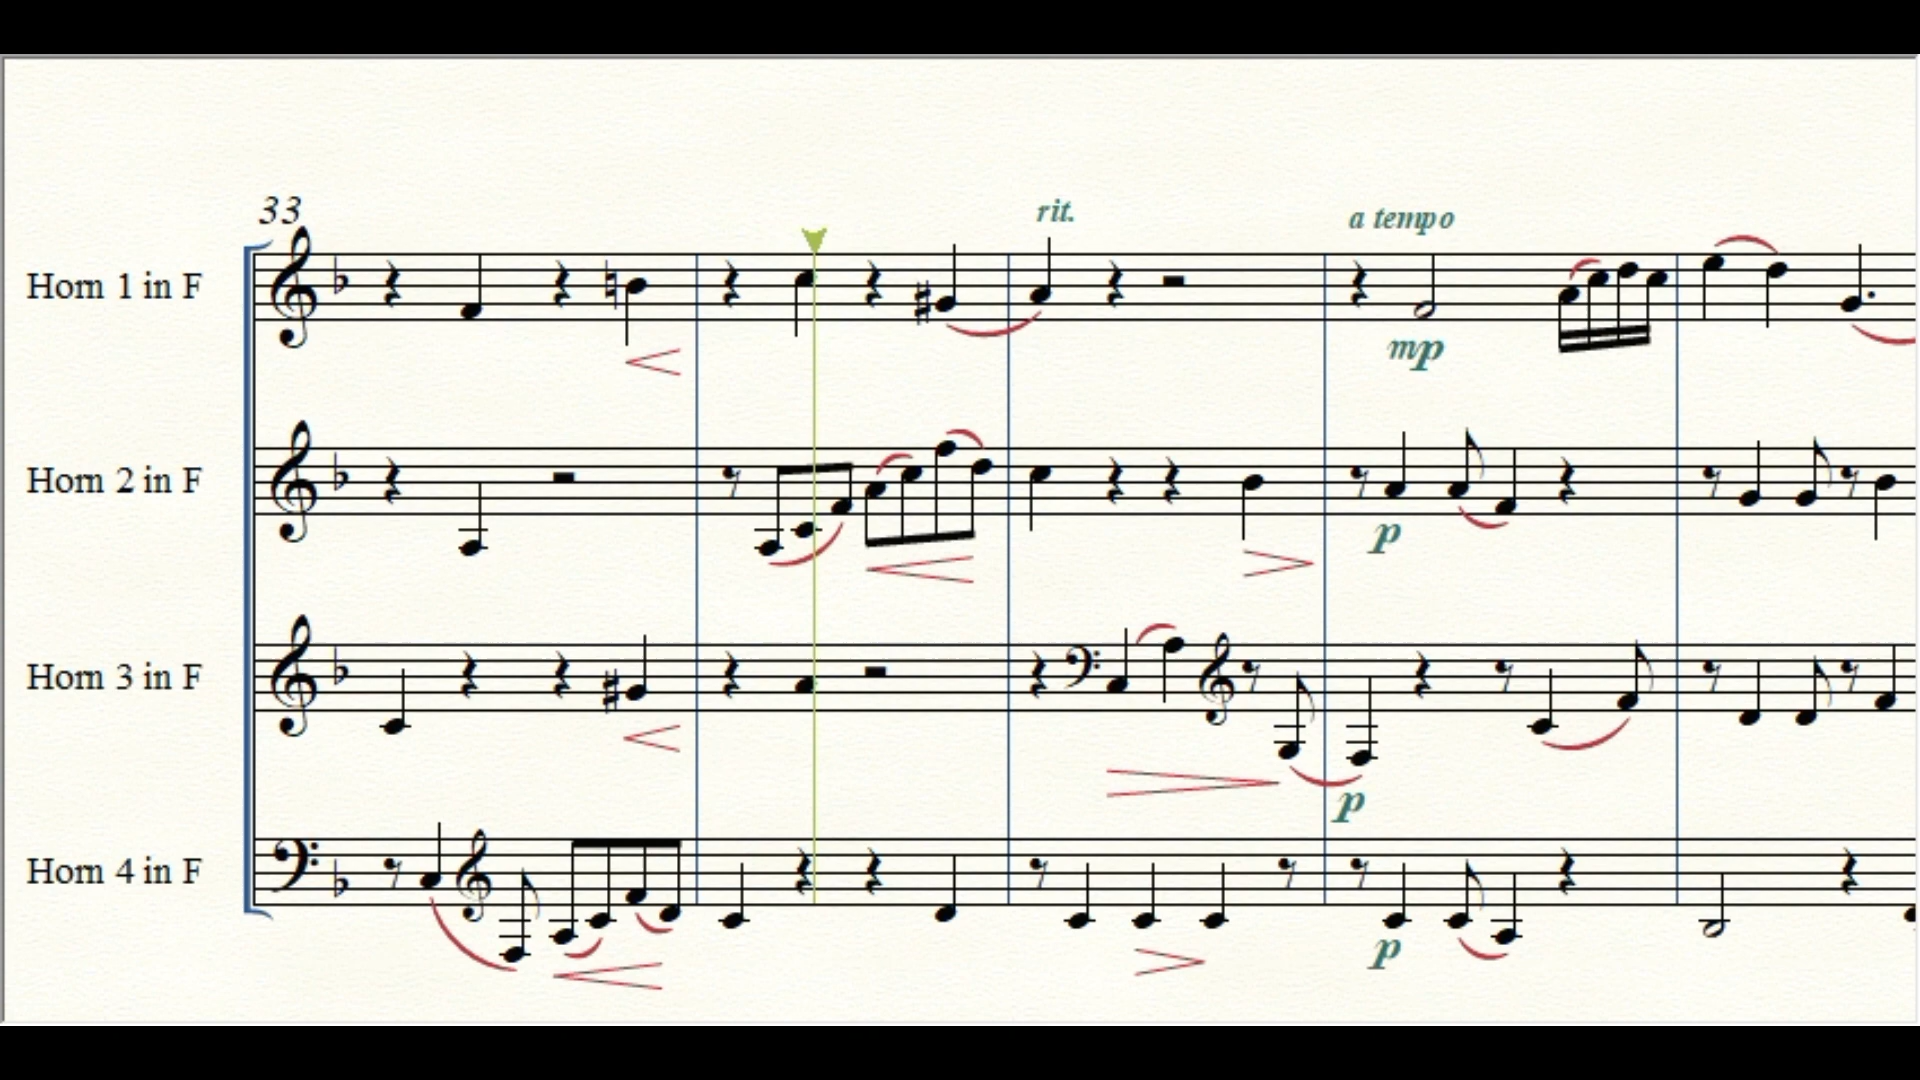 33
rit.
a tempo
Horn 1 in F
mp
Horn 2 in F
p
Horn 3 in F
p
Horn 4 in F
p